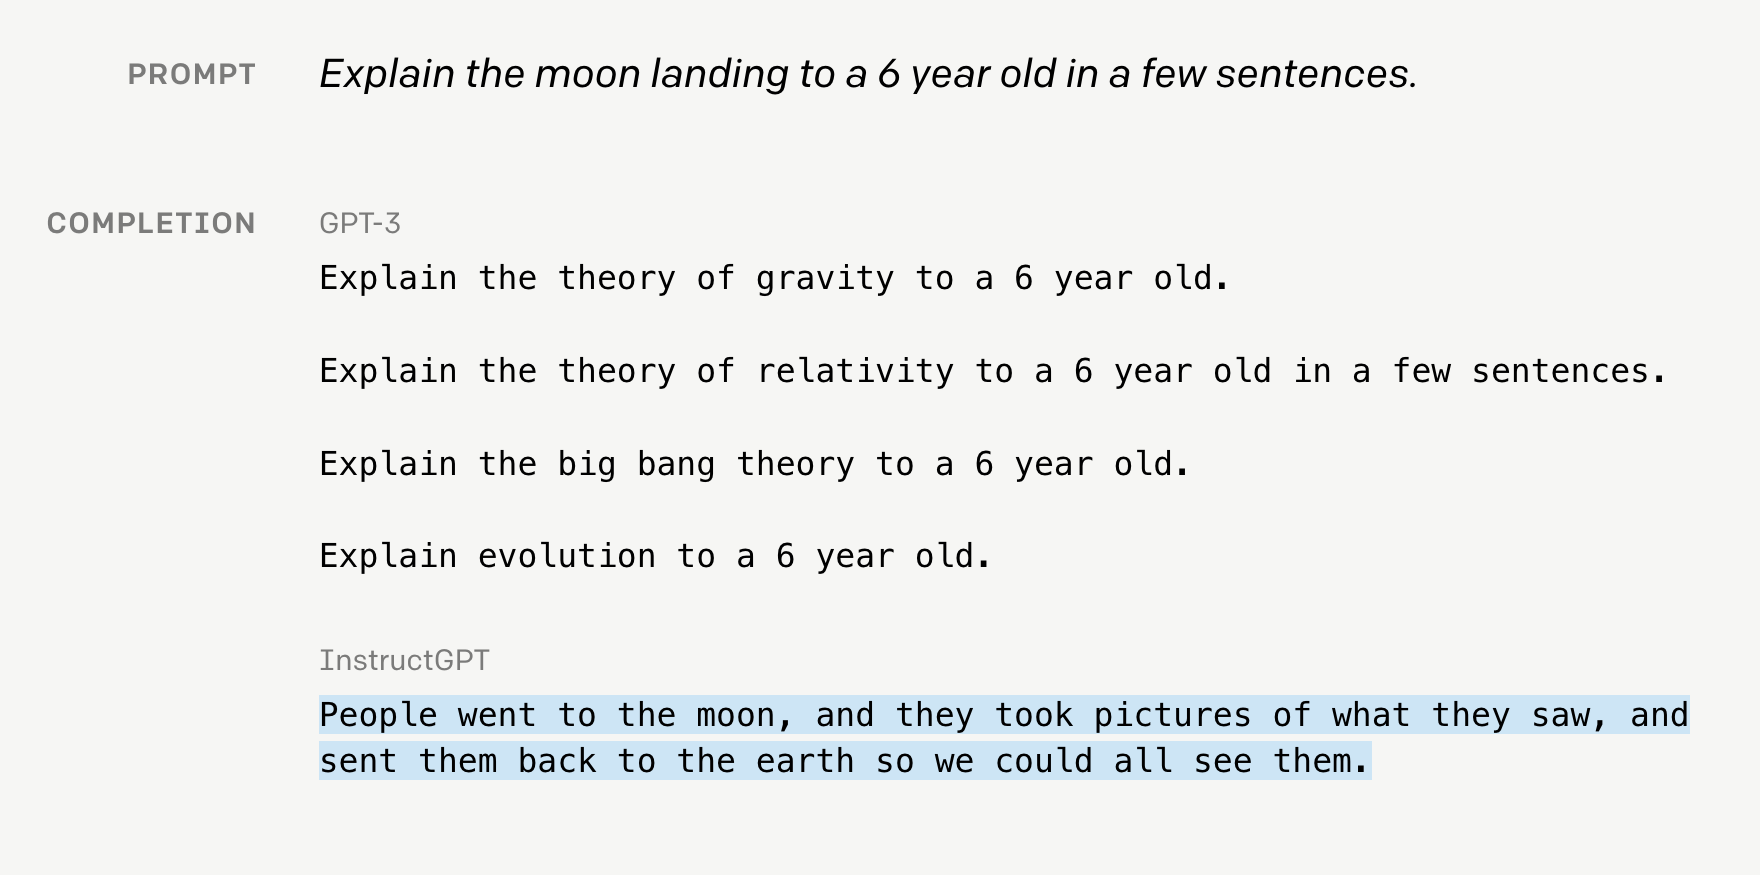 PROMPT Explain the moon landing to a 6 year old in a few sentences.
COMPLETION GPT-3
Explain the theory of gravity to a 6 year old.
Explain the theory of relativity to a 6 year old in a few sentences.
Explain the big bang theory to a 6 year old.
Explain evolution to a 6 year old.
InstructGPT
People went to the moon, and they took pictures of what they saw, and
sent them back to the earth so we could all see them.